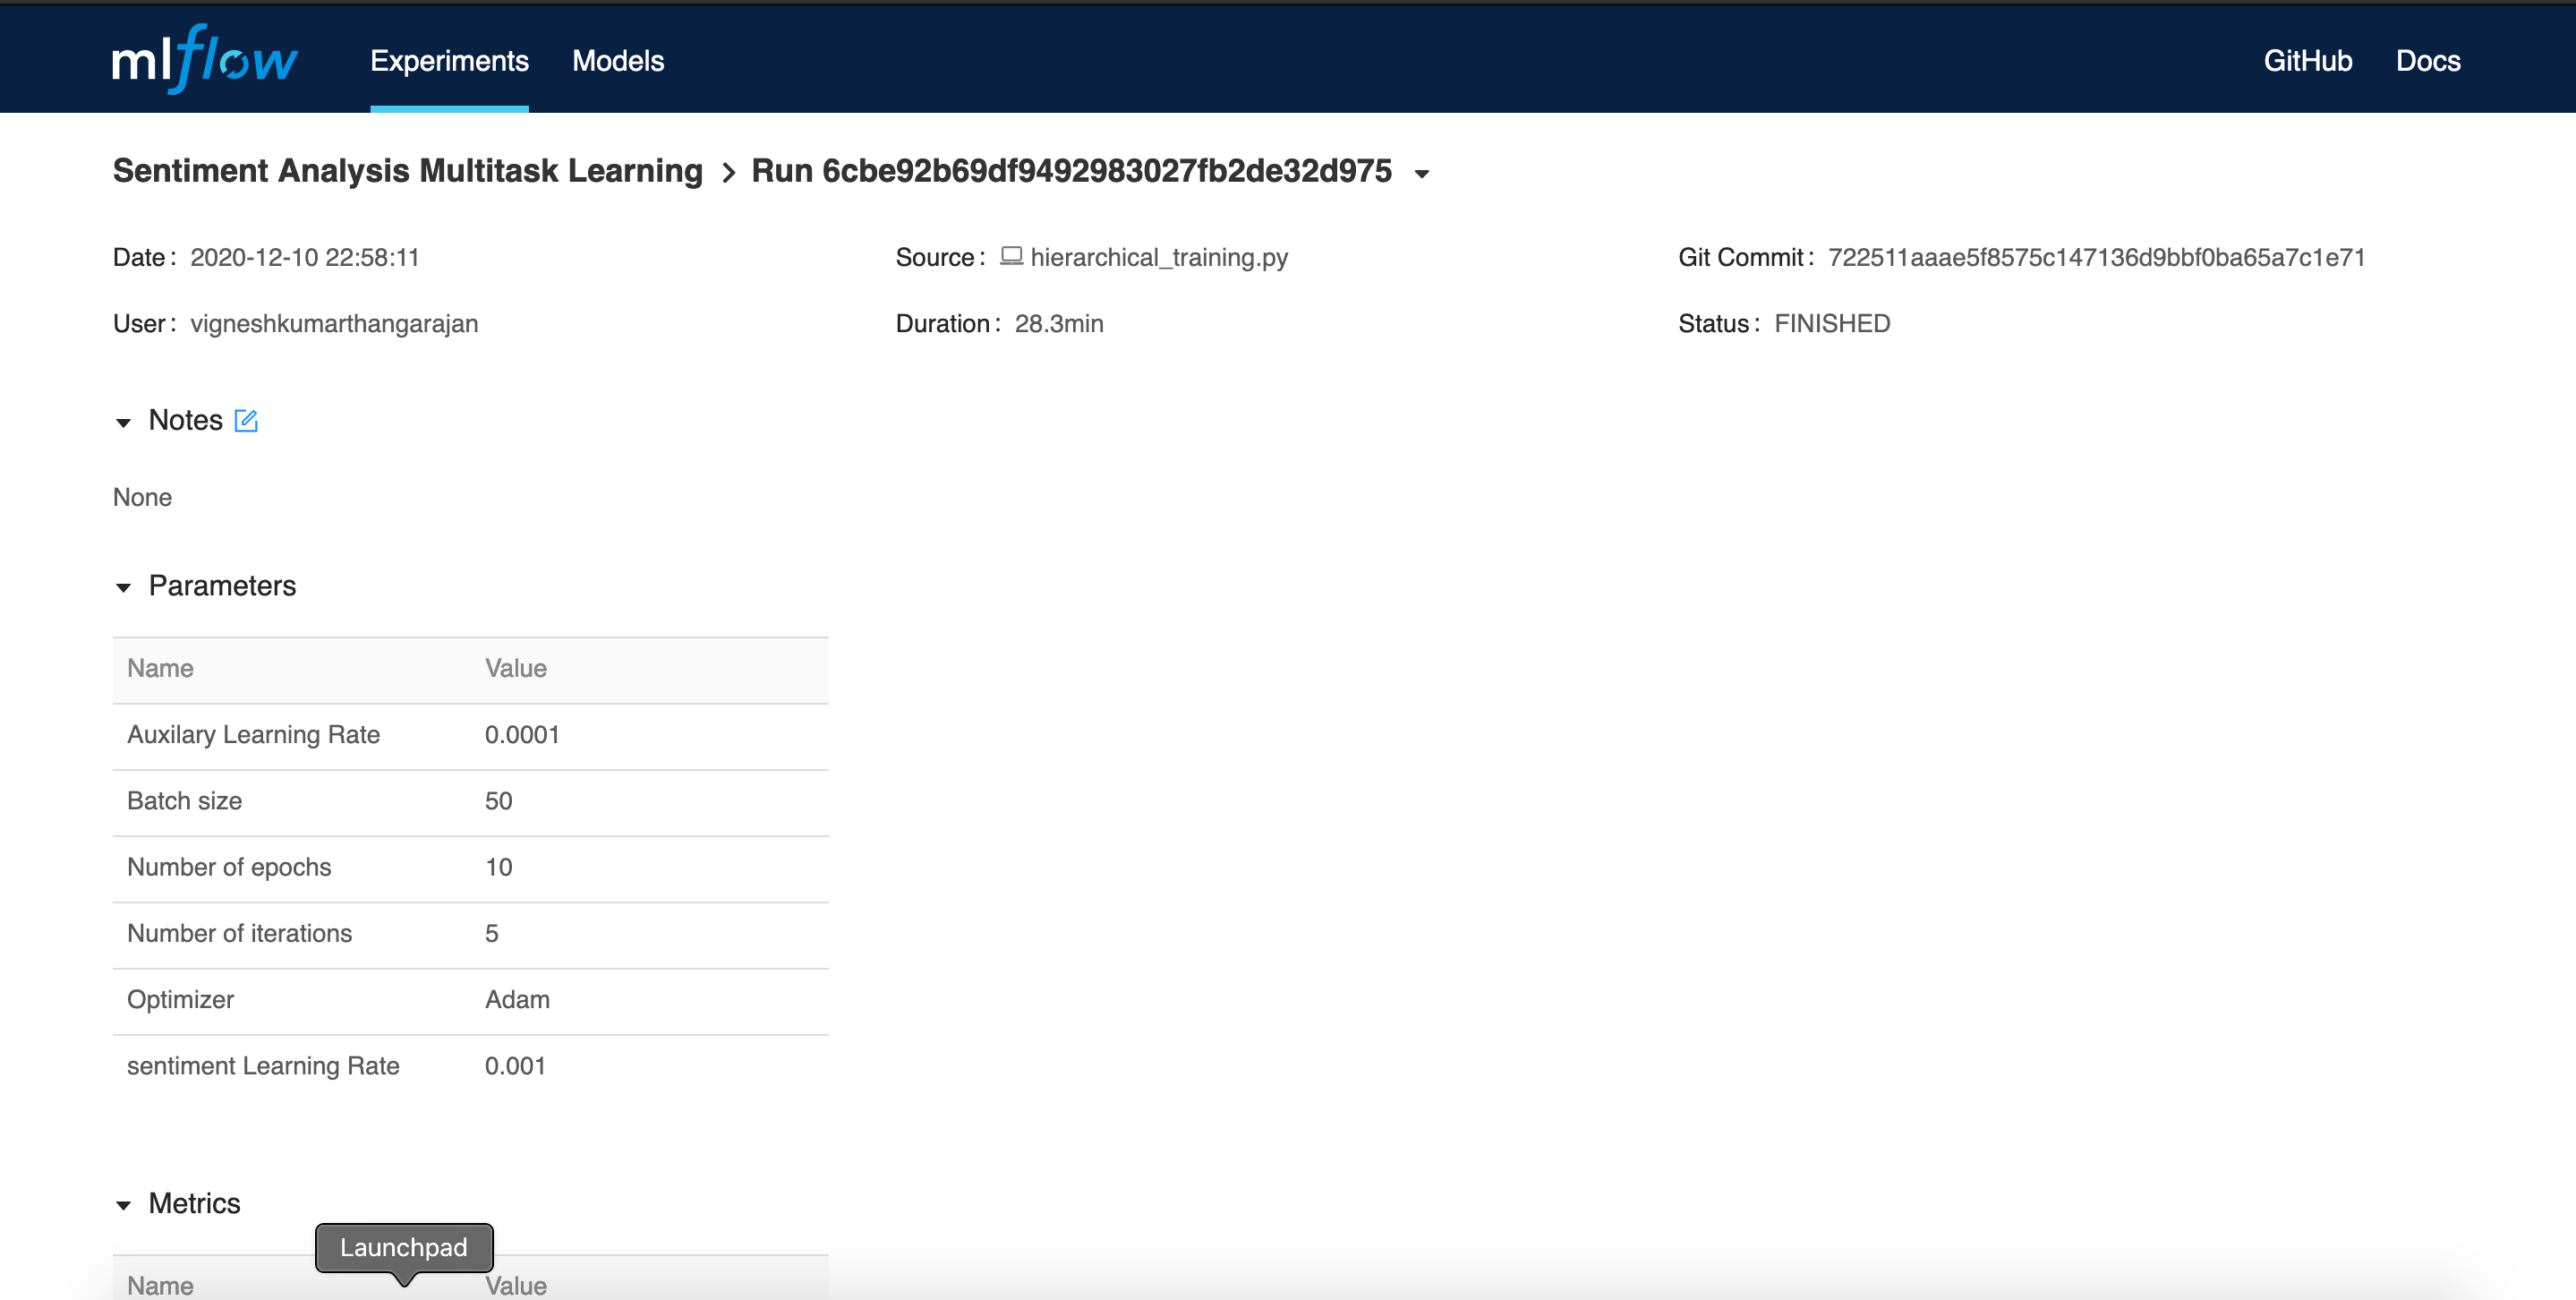 mlflow Experiments Models GitHub Docs
Sentiment Analysis Multitask Learning > Run 6cbe92b69df9492983027fb2de32d975
Date: 2020-12-10 22:58:11 Source: hierarchical_training.py Git Commit: 722511aaae5f8575c147136d9bbf0ba65a7c1e71
User: vigneshkumarthangarajan Duration: 28.3min Status: FINISHED
Notes
None
Parameters
Name Value
Auxilary Learning Rate 0.0001
Batch size 50
Number of epochs 10
Number of iterations 5
Optimizer Adam
sentiment Learning Rate 0.001
Metrics
Launchpad
Name Value